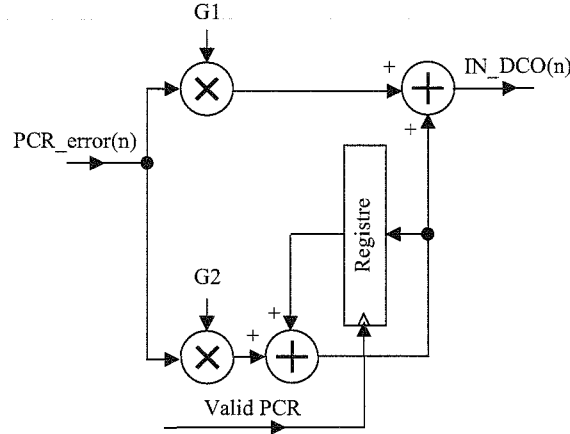 G1
+
IN_DCO(n)
+
PCR_error(n)
Registre
G2
+
+
Valid PCR